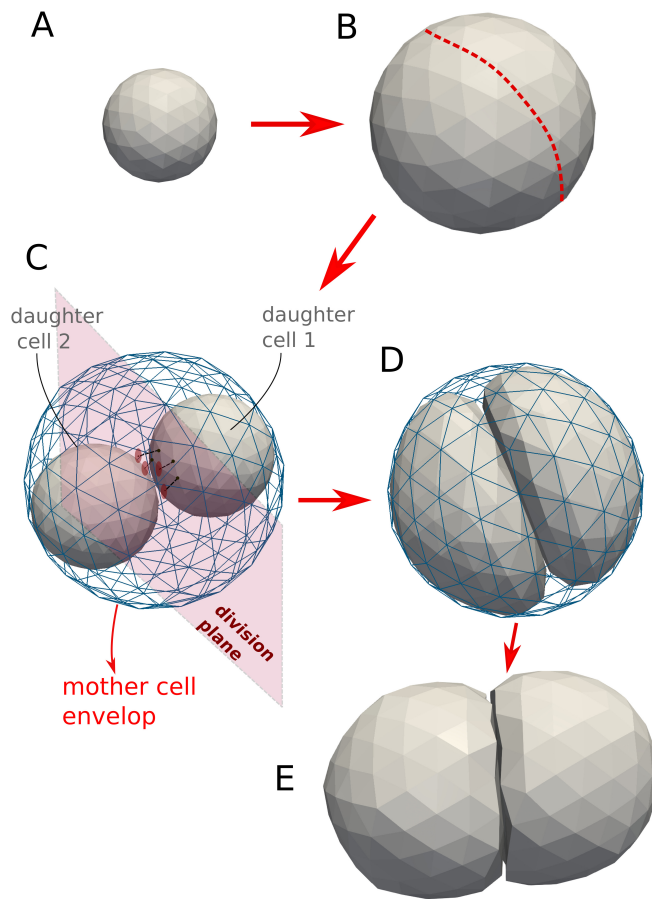 A
B
C
daughter
cell 2
daughter
cell 1
D
division
plane
mother cell
envelop
E